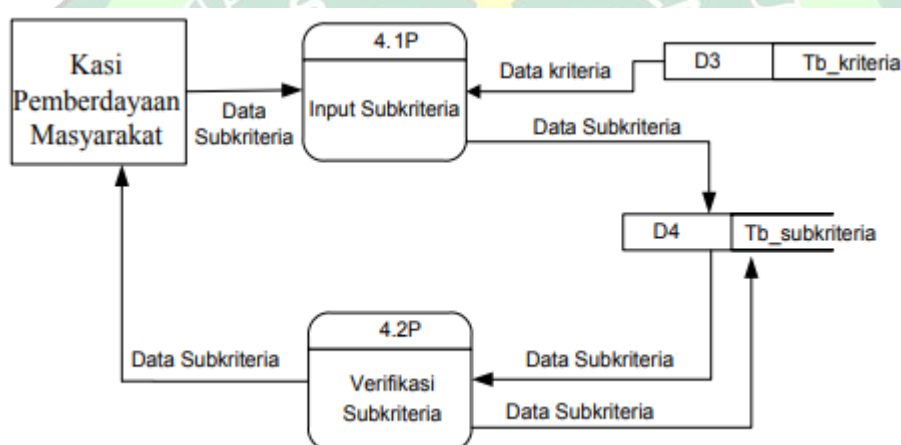 Kasi
Pemberdayaan
Masyarakat
Data
Subkriteria
4.1P
Input Subkriteria
Data kriteria
D3
Tb_kriteria
Data Subkriteria
D4
Tb_subkriteria
4.2P
Verifikasi
Subkriteria
Data Subkriteria
Data Subkriteria
Data Subkriteria